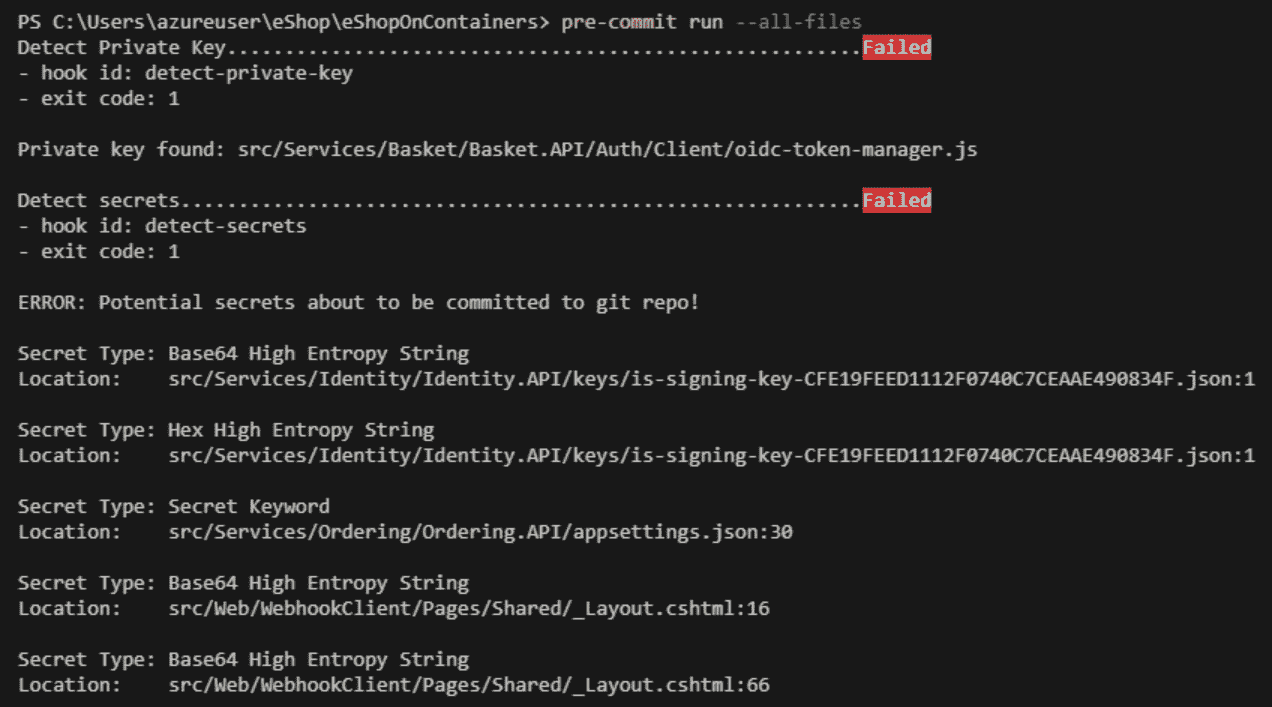 PS C:\Users\azureuser\eShop\eShopOnContainers> pre-commit run --all-files
Detect Private Key.......................................................Failed
- hook id: detect-private-key
- exit code: 1
Private key found: src/Services/Basket/Basket.API/Auth/Client/oidc-token-manager.js
Detect secrets...........................................................Failed
- hook id: detect-secrets
- exit code: 1
ERROR: Potential secrets about to be committed to git repo!
Secret Type: Base64 High Entropy String
Location:    src/Services/Identity/Identity.API/keys/is-signing-key-CFE19FEED1112F0740C7CEAAE490834F.json:1
Secret Type: Hex High Entropy String
Location:    src/Services/Identity/Identity.API/keys/is-signing-key-CFE19FEED1112F0740C7CEAAE490834F.json:1
Secret Type: Secret Keyword
Location:    src/Services/Ordering/Ordering.API/appsettings.json:30
Secret Type: Base64 High Entropy String
Location:    src/Web/WebhookClient/Pages/Shared/_Layout.cshtml:16
Secret Type: Base64 High Entropy String
Location:    src/Web/WebhookClient/Pages/Shared/_Layout.cshtml:66